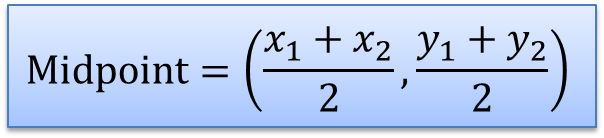 Midpoint = (x₁ + x₂ / 2 , y₁ + y₂ / 2)